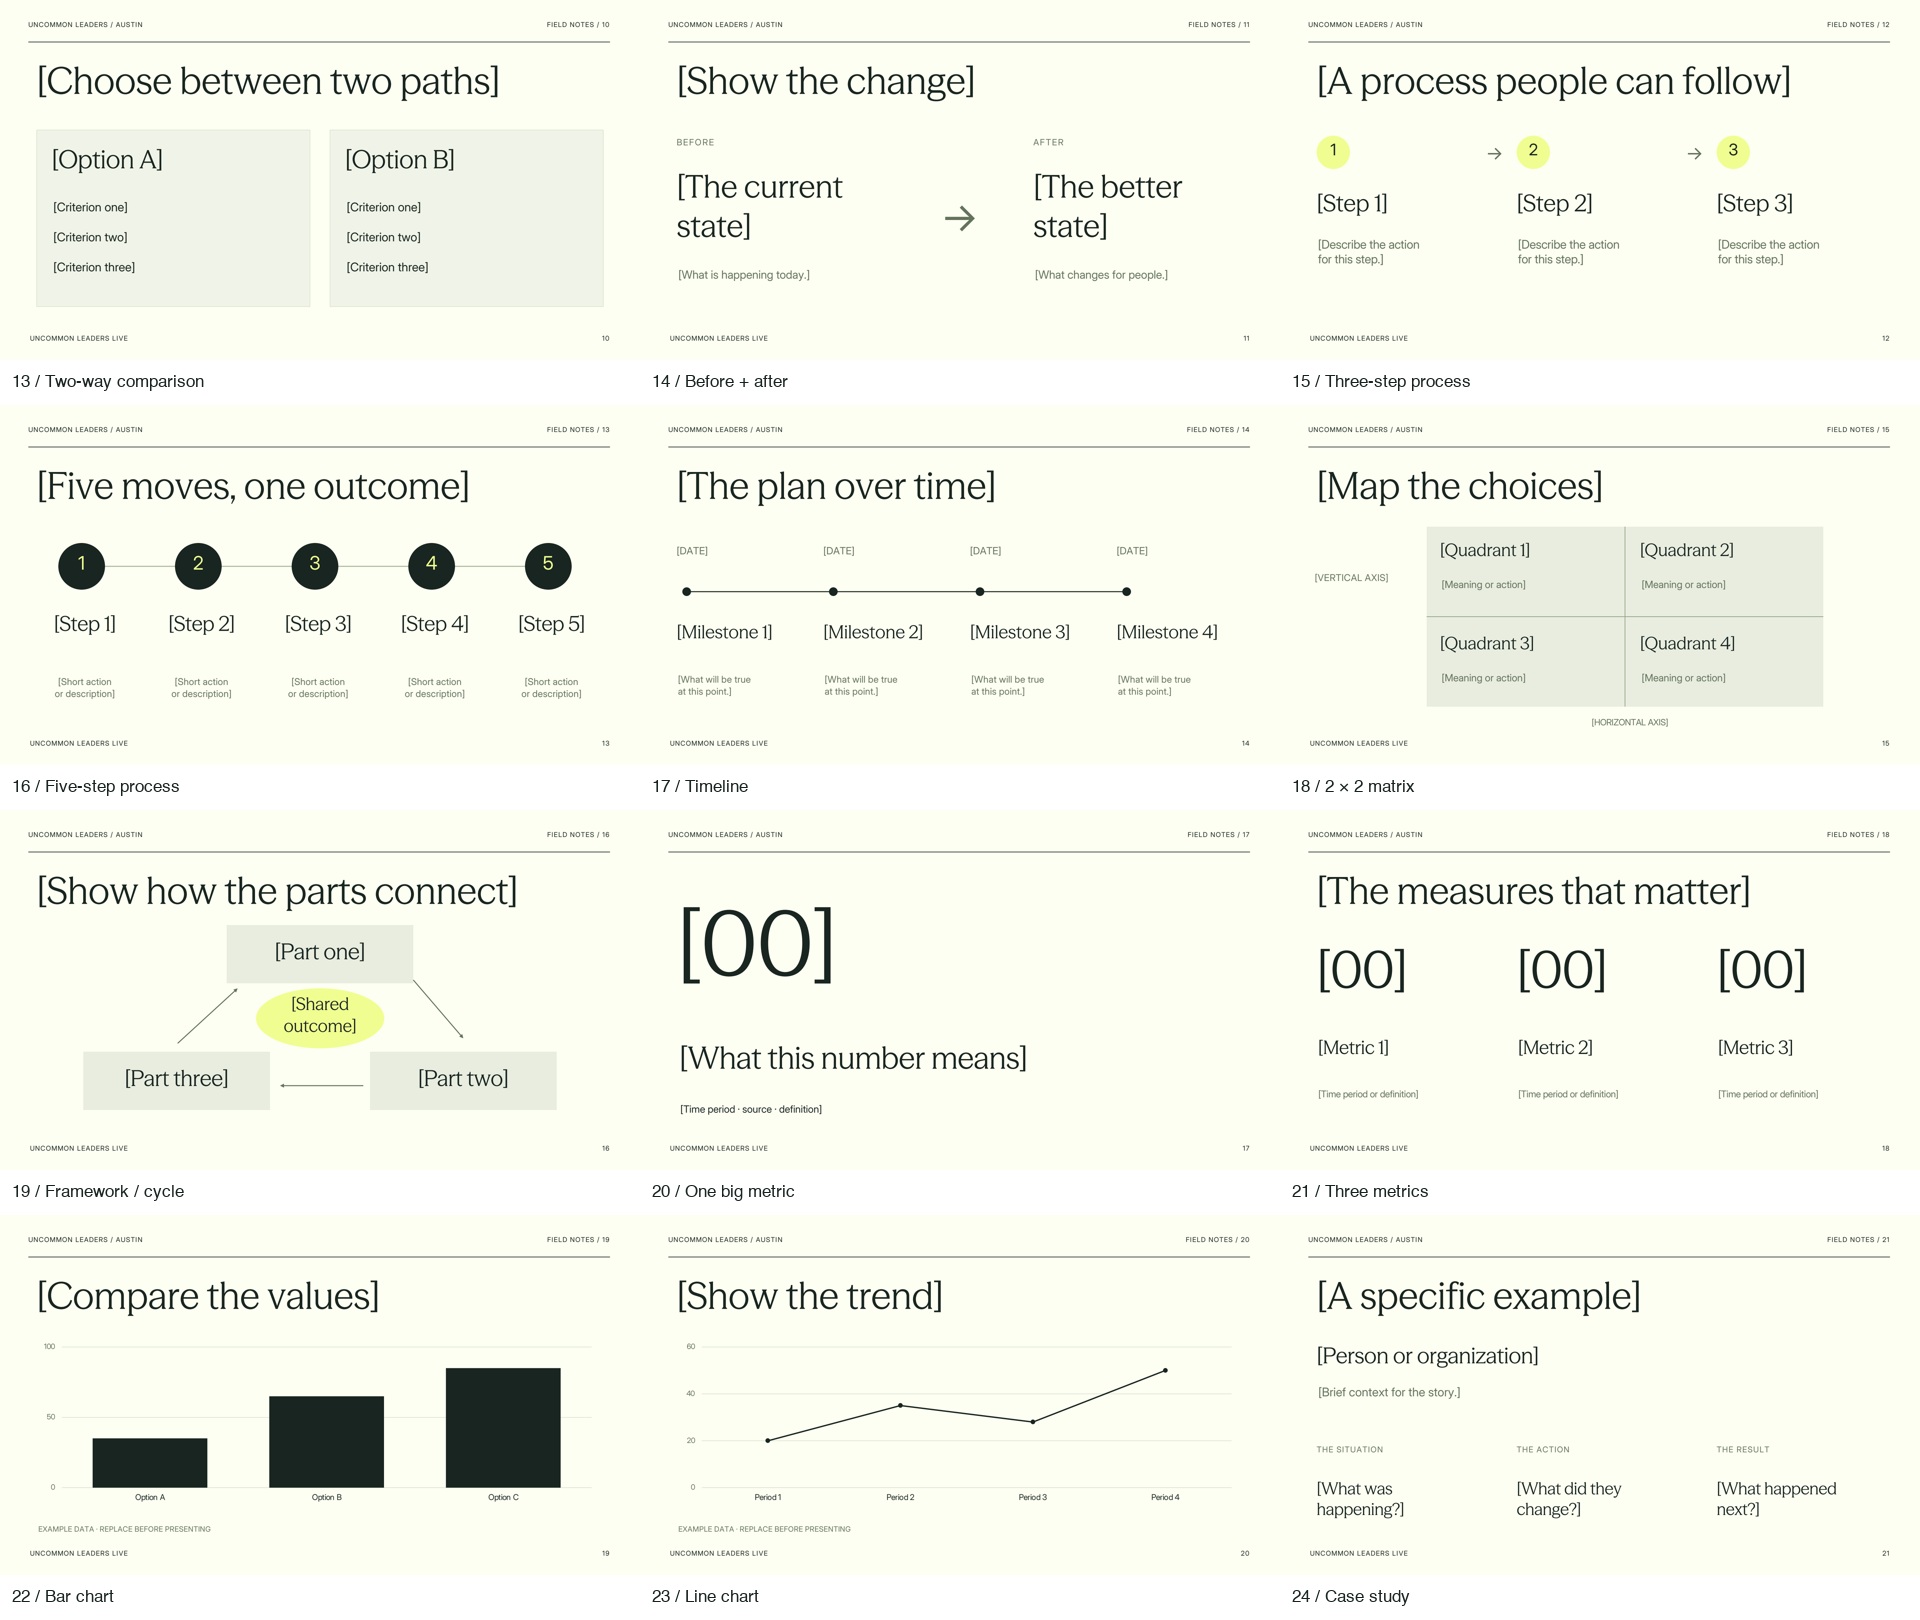 UNCOMMON LEADERS / AUSTIN
FIELD NOTES / 10
[Choose between two paths]
[Option A]
[Criterion one]
[Criterion two]
[Criterion three]
[Option B]
[Criterion one]
[Criterion two]
[Criterion three]
UNCOMMON LEADERS LIVE
10
13 / Two-way comparison
UNCOMMON LEADERS / AUSTIN
FIELD NOTES / 11
[Show the change]
BEFORE
[The current
state]
[What is happening today.]
→
AFTER
[The better
state]
[What changes for people.]
UNCOMMON LEADERS LIVE
11
14 / Before + after
UNCOMMON LEADERS / AUSTIN
FIELD NOTES / 12
[A process people can follow]
1
[Step 1]
[Describe the action
for this step.]
→
2
[Step 2]
[Describe the action
for this step.]
→
3
[Step 3]
[Describe the action
for this step.]
UNCOMMON LEADERS LIVE
12
15 / Three-step process
UNCOMMON LEADERS / AUSTIN
FIELD NOTES / 13
[Five moves, one outcome]
1
[Step 1]
[Short action
or description]
2
[Step 2]
[Short action
or description]
3
[Step 3]
[Short action
or description]
4
[Step 4]
[Short action
or description]
5
[Step 5]
[Short action
or description]
UNCOMMON LEADERS LIVE
13
16 / Five-step process
UNCOMMON LEADERS / AUSTIN
FIELD NOTES / 14
[The plan over time]
[DATE]
[Milestone 1]
[What will be true
at this point.]
[DATE]
[Milestone 2]
[What will be true
at this point.]
[DATE]
[Milestone 3]
[What will be true
at this point.]
[DATE]
[Milestone 4]
[What will be true
at this point.]
UNCOMMON LEADERS LIVE
14
17 / Timeline
UNCOMMON LEADERS / AUSTIN
FIELD NOTES / 15
[Map the choices]
[VERTICAL AXIS]
[Quadrant 1]
[Meaning or action]
[Quadrant 2]
[Meaning or action]
[Quadrant 3]
[Meaning or action]
[Quadrant 4]
[Meaning or action]
[HORIZONTAL AXIS]
UNCOMMON LEADERS LIVE
15
18 / 2 × 2 matrix
UNCOMMON LEADERS / AUSTIN
FIELD NOTES / 16
[Show how the parts connect]
[Part one]
[Shared
outcome]
[Part three]
[Part two]
UNCOMMON LEADERS LIVE
16
19 / Framework / cycle
UNCOMMON LEADERS / AUSTIN
FIELD NOTES / 17
[00]
[What this number means]
[Time period · source · definition]
UNCOMMON LEADERS LIVE
17
20 / One big metric
UNCOMMON LEADERS / AUSTIN
FIELD NOTES / 18
[The measures that matter]
[00]
[Metric 1]
[Time period or definition]
[00]
[Metric 2]
[Time period or definition]
[00]
[Metric 3]
[Time period or definition]
UNCOMMON LEADERS LIVE
18
21 / Three metrics
UNCOMMON LEADERS / AUSTIN
FIELD NOTES / 19
[Compare the values]
100
50
0
Option A
Option B
Option C
EXAMPLE DATA · REPLACE BEFORE PRESENTING
UNCOMMON LEADERS LIVE
19
22 / Bar chart
UNCOMMON LEADERS / AUSTIN
FIELD NOTES / 20
[Show the trend]
60
40
20
0
Period 1
Period 2
Period 3
Period 4
EXAMPLE DATA · REPLACE BEFORE PRESENTING
UNCOMMON LEADERS LIVE
20
23 / Line chart
UNCOMMON LEADERS / AUSTIN
FIELD NOTES / 21
[A specific example]
[Person or organization]
[Brief context for the story.]
THE SITUATION
[What was
happening?]
THE ACTION
[What did they
change?]
THE RESULT
[What happened
next?]
UNCOMMON LEADERS LIVE
21
24 / Case study